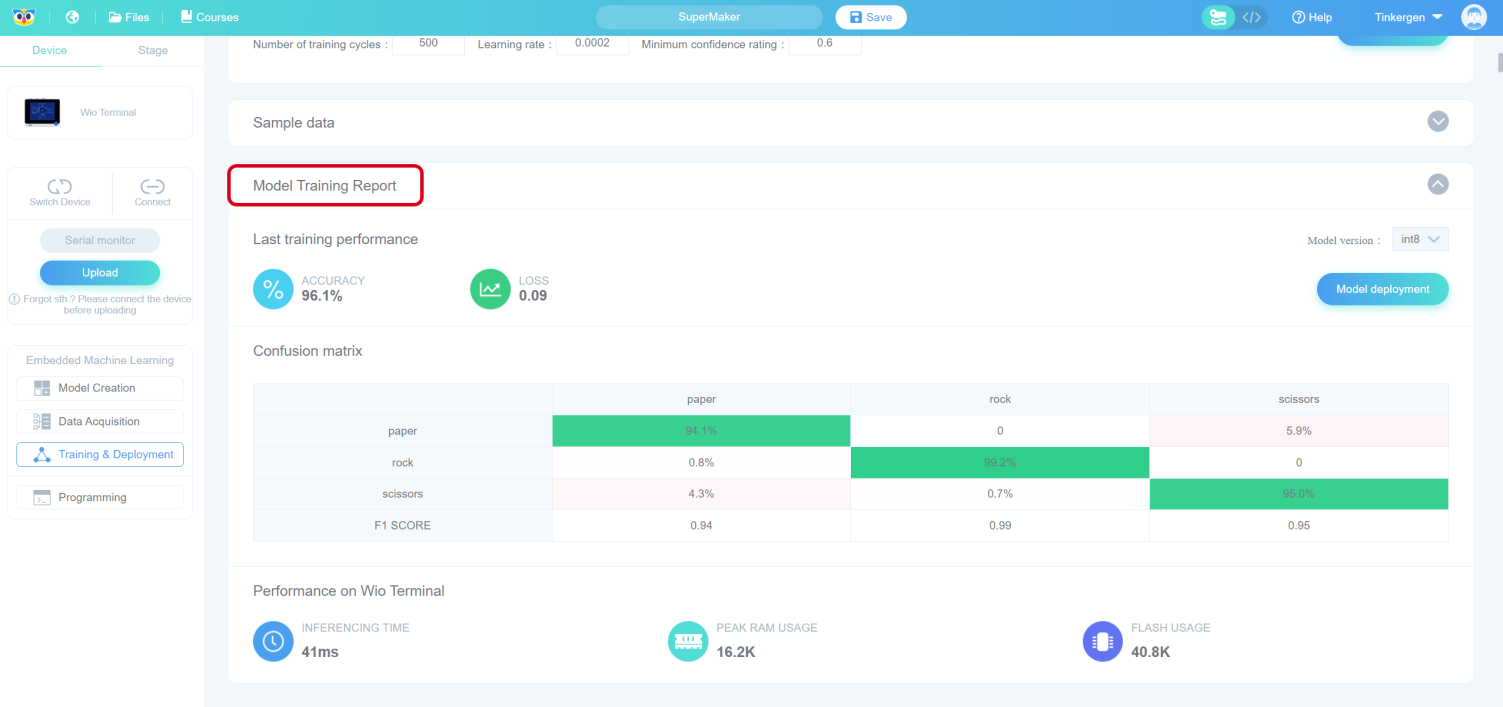 Files
Courses
SuperMaker
Save
</>
Help
Tinkergen
Device
Stage
Number of training cycles : 500 Learning rate : 0.0002 Minimum confidence rating : 0.6
Wio Terminal
Sample data
Switch Device
Connect
Serial monitor
Upload
Forgot sth.? Please connect the device
before uploading
Embedded Machine Learning
Model Creation
Data Acquisition
Training & Deployment
Programming
Model Training Report
Last training performance
Model version : int8
ACCURACY
96.1%
LOSS
0.09
Model deployment
Confusion matrix
paper rock scissors
paper 94.1% 0 5.9%
rock 0.8% 99.2% 0
scissors 4.3% 0.7% 95.0%
F1 SCORE 0.94 0.99 0.95
Performance on Wio Terminal
INFERENCING TIME
41ms
PEAK RAM USAGE
16.2K
FLASH USAGE
40.8K